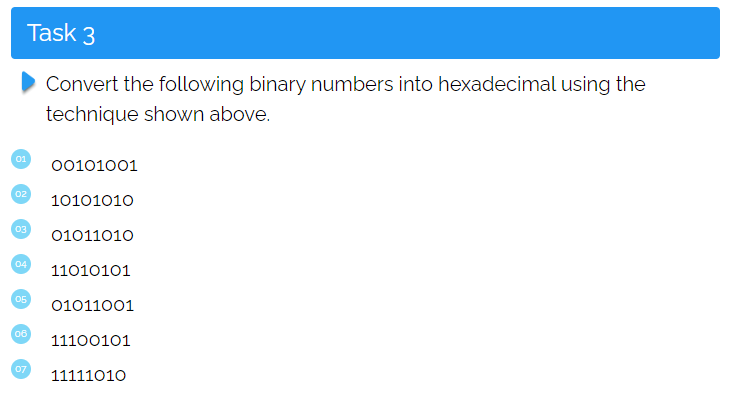 Task 3
Convert the following binary numbers into hexadecimal using the
technique shown above.
01 00101001
02 10101010
03 01011010
04 11010101
05 01011001
06 11100101
07 11111010